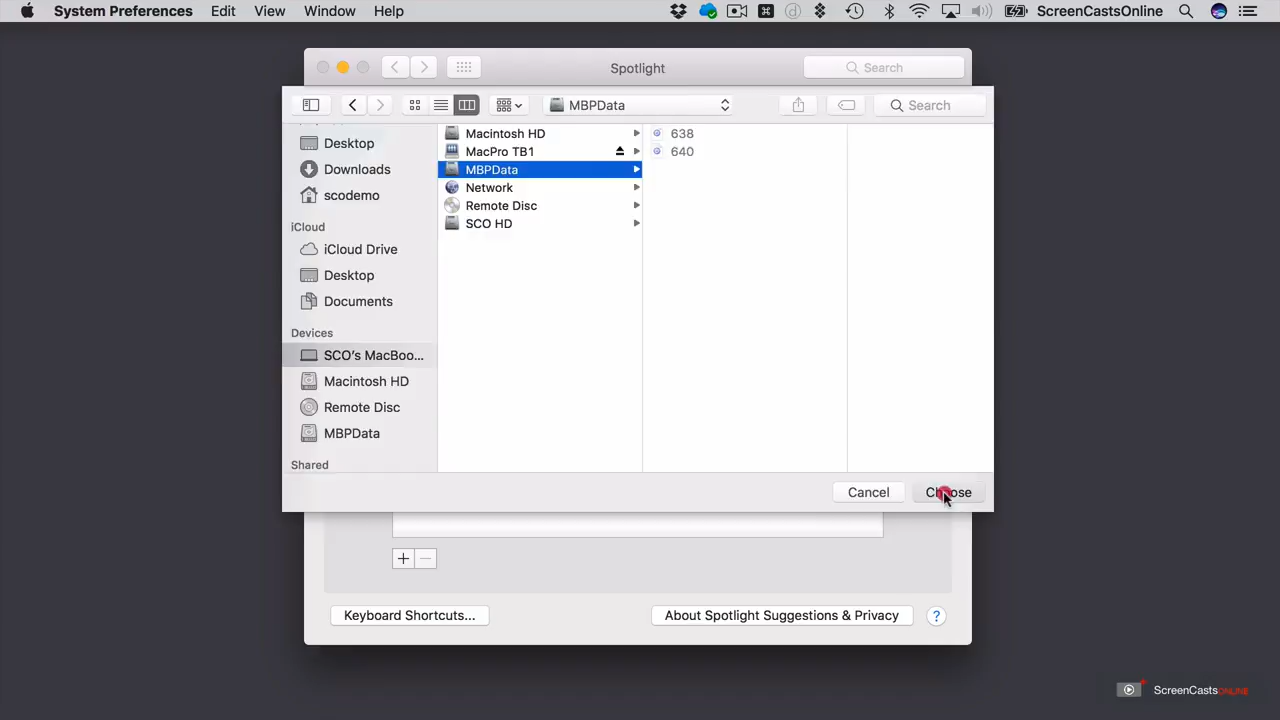 System Preferences Edit View Window Help ScreenCastsOnline
Spotlight Search
MBPData Search
Desktop
Downloads
scodemo
iCloud
iCloud Drive
Desktop
Documents
Devices
SCO's MacBoo...
Macintosh HD
Remote Disc
MBPData
Shared
Macintosh HD
MacPro TB1
MBPData
Network
Remote Disc
SCO HD
638
640
Cancel Choose
Keyboard Shortcuts... About Spotlight Suggestions & Privacy ?
ScreenCastsONLINE